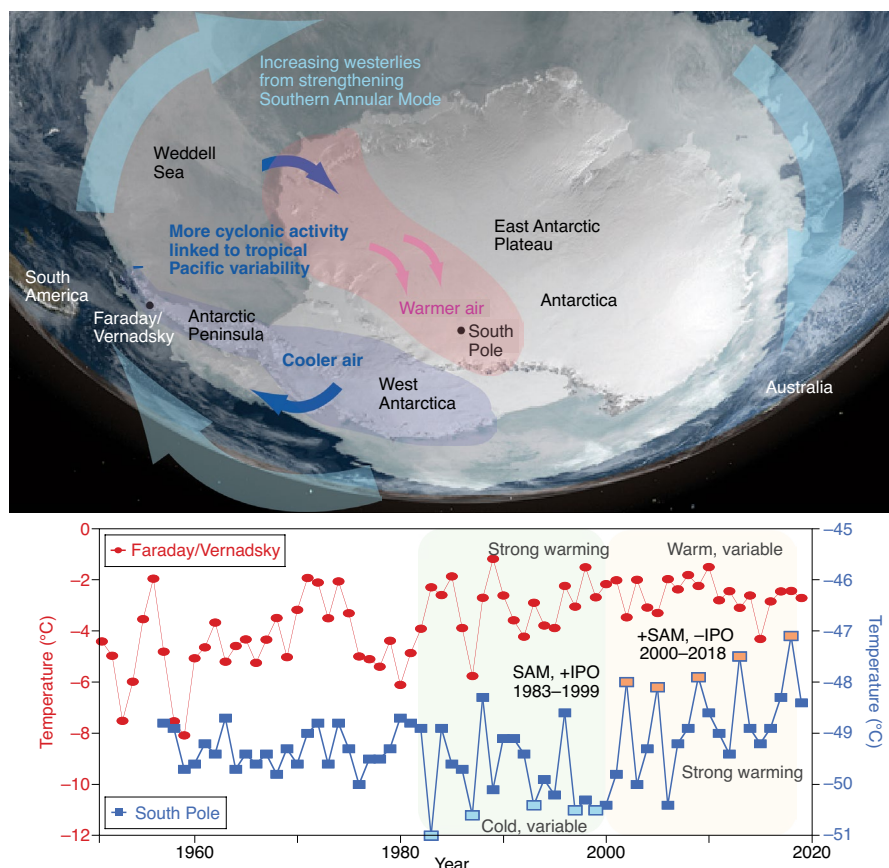 Increasing westerlies
from strengthening
Southern Annular Mode
Weddell
Sea
More cyclonic activity
linked to tropical
Pacific variability
East Antarctic
Plateau
South
America
Antarctica
Warmer air
Faraday/
Vernadsky
Antarctic
Peninsula
South
Pole
Cooler air
West
Antarctica
Australia
0
–2
–4
–6
–8
–10
–12
Temperature (°C)
Faraday/Vernadsky
Strong warming
Warm, variable
+SAM, –IPO
2000–2018
SAM, +IPO
1983–1999
Strong warming
South Pole
Cold, variable
–45
–46
–47
–48
–49
–50
–51
Temperature (°C)
1960
1980
2000
2020
Year